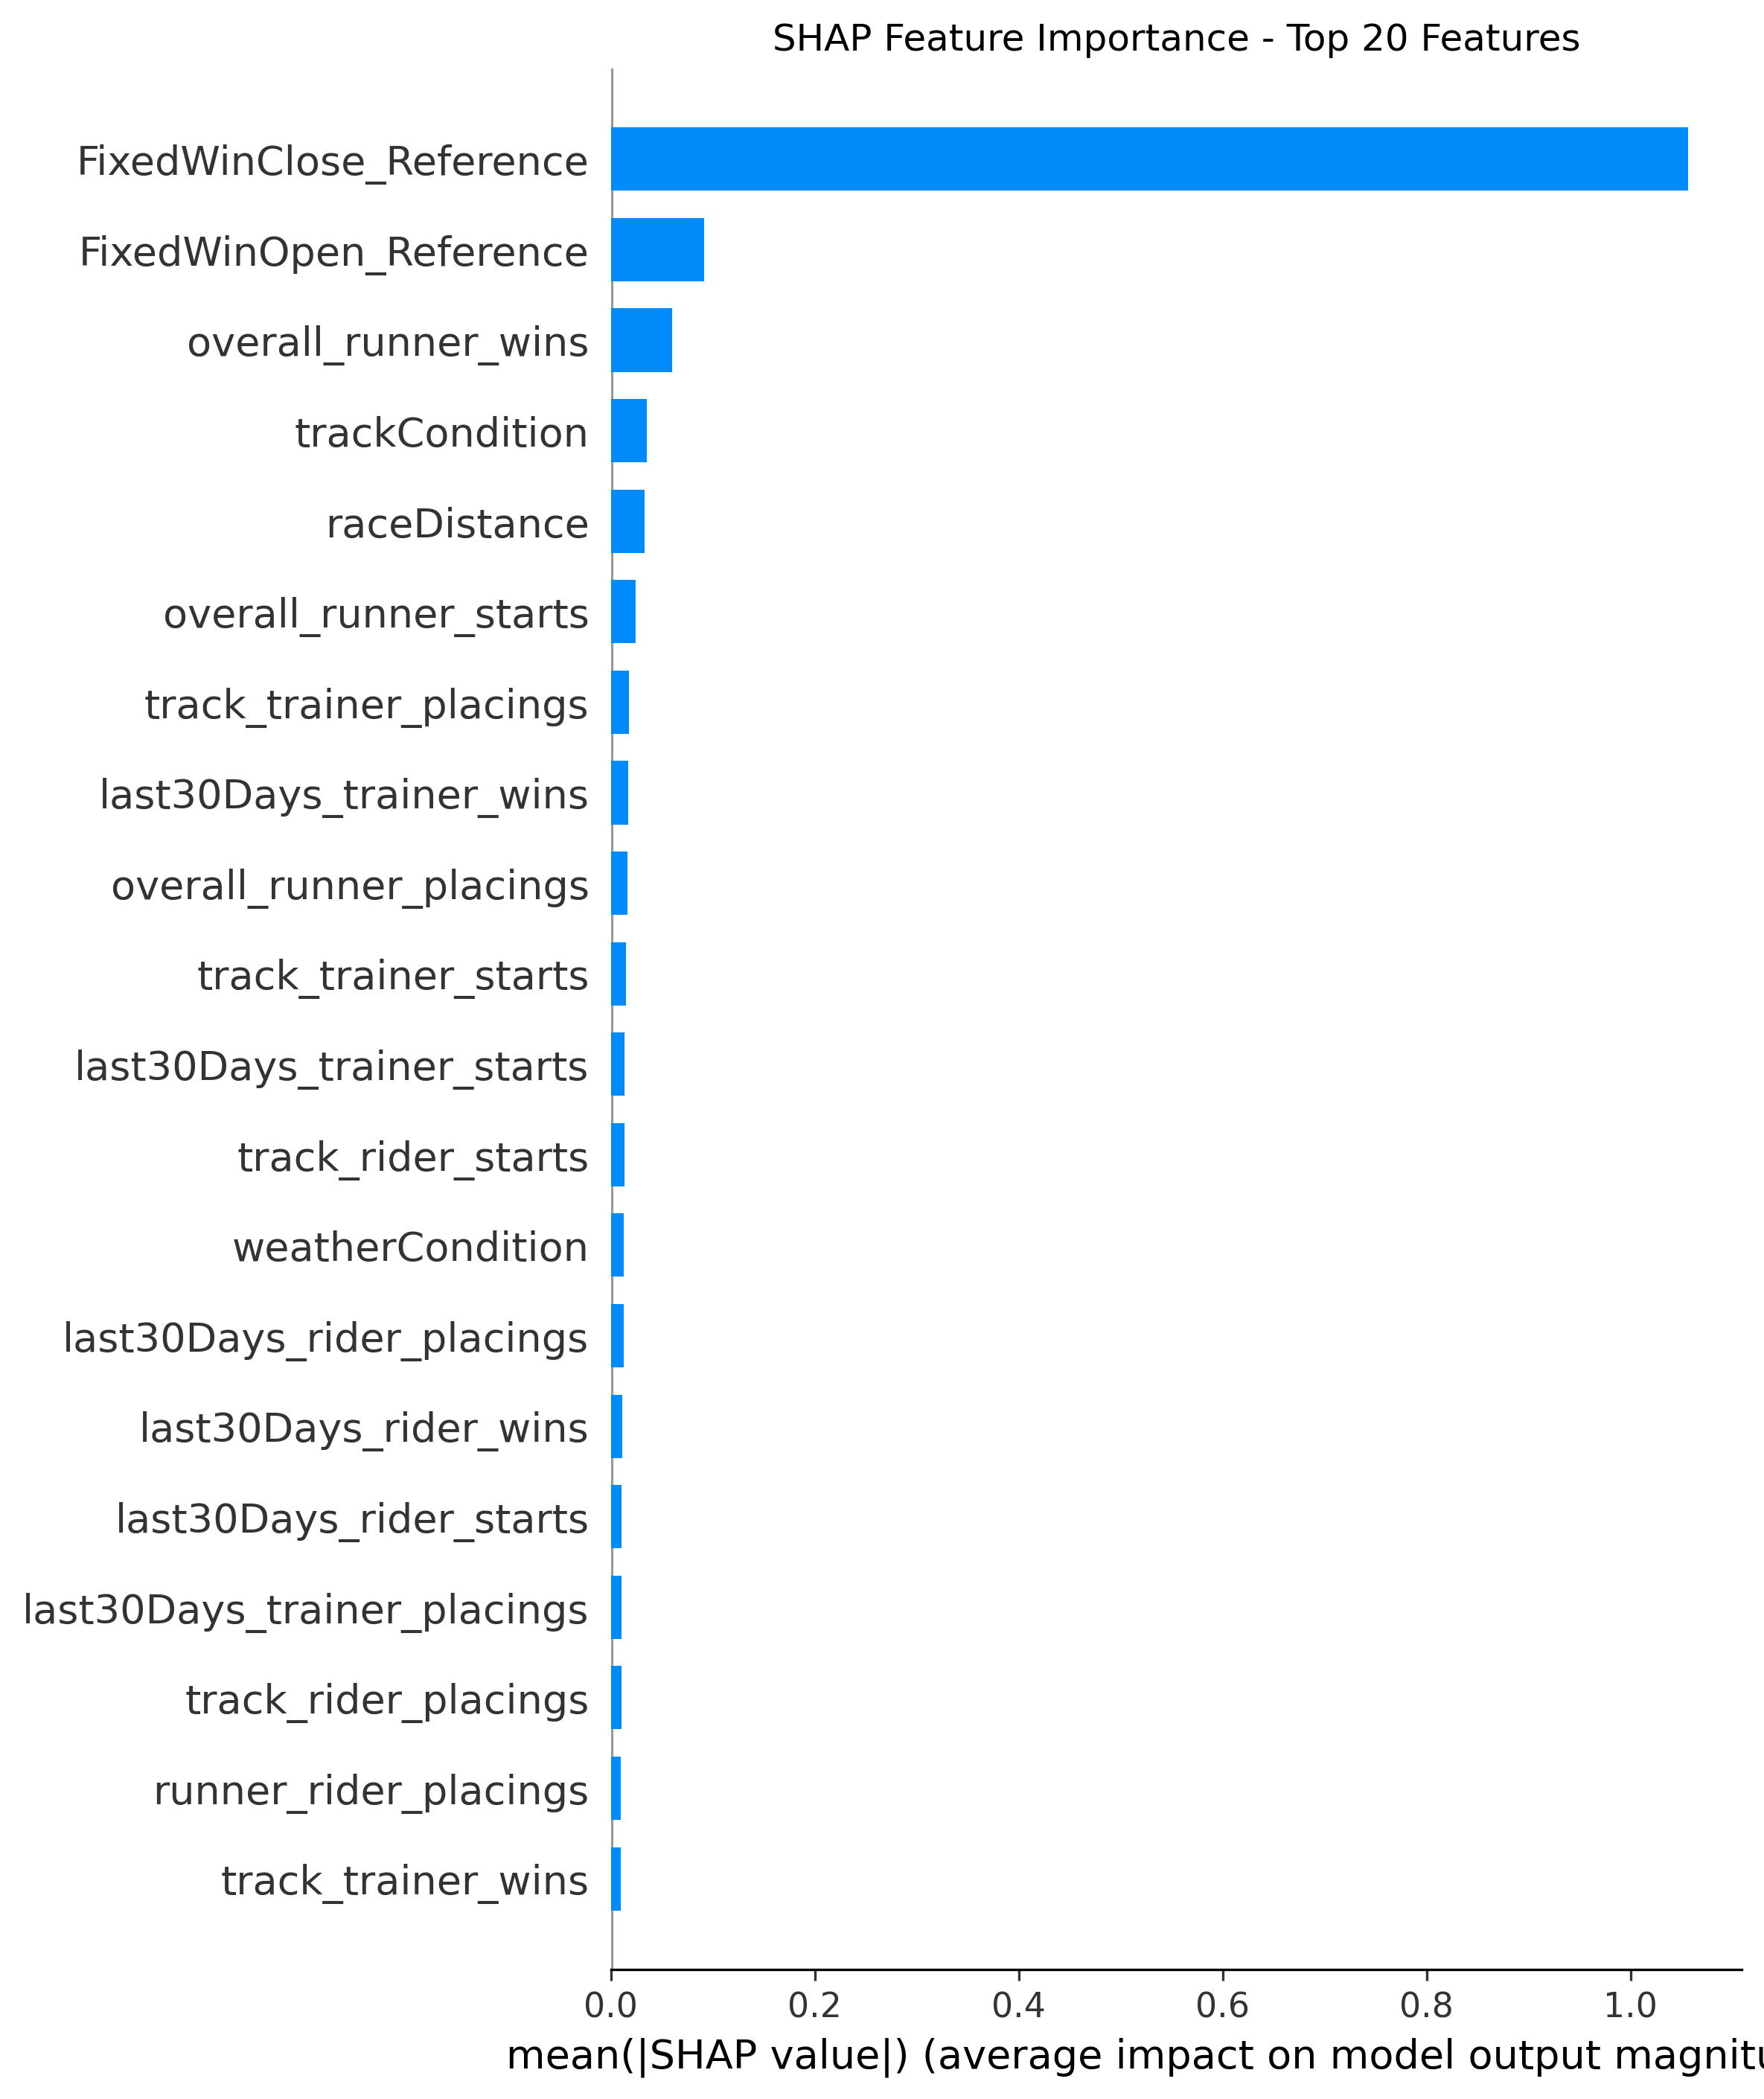 SHAP Feature Importance - Top 20 Features
FixedWinClose_Reference
FixedWinOpen_Reference
overall_runner_wins
trackCondition
raceDistance
overall_runner_starts
track_trainer_placings
last30Days_trainer_wins
overall_runner_placings
track_trainer_starts
last30Days_trainer_starts
track_rider_starts
weatherCondition
last30Days_rider_placings
last30Days_rider_wins
last30Days_rider_starts
last30Days_trainer_placings
track_rider_placings
runner_rider_placings
track_trainer_wins
0.0 0.2 0.4 0.6 0.8 1.0
mean(|SHAP value|) (average impact on model output magnitu